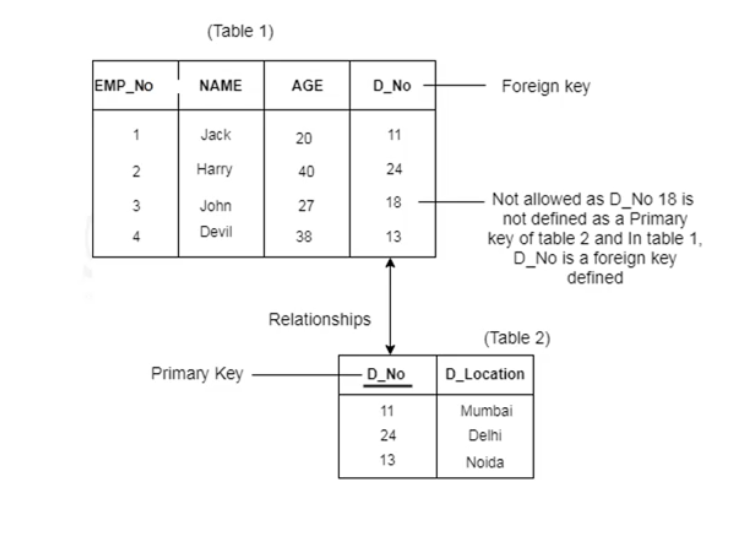 (Table 1)
EMP_No NAME AGE D_No Foreign key
1 Jack 20 11
2 Harry 40 24
3 John 27 18
4 Devil 38 13
Not allowed as D_No 18 is
not defined as a Primary
key of table 2 and In table 1,
D_No is a foreign key
defined
Relationships
(Table 2)
Primary Key D_No D_Location
11 Mumbai
24 Delhi
13 Noida